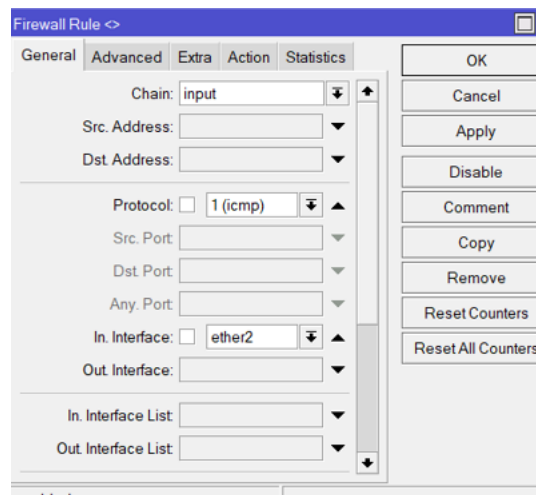 Firewall Rule <>
General Advanced Extra Action Statistics
Chain: input
Src. Address:
Dst. Address:
Protocol: 1 (icmp)
Src. Port:
Dst. Port:
Any. Port:
In. Interface: ether2
Out. Interface:
In. Interface List:
Out. Interface List:
OK
Cancel
Apply
Disable
Comment
Copy
Remove
Reset Counters
Reset All Counters